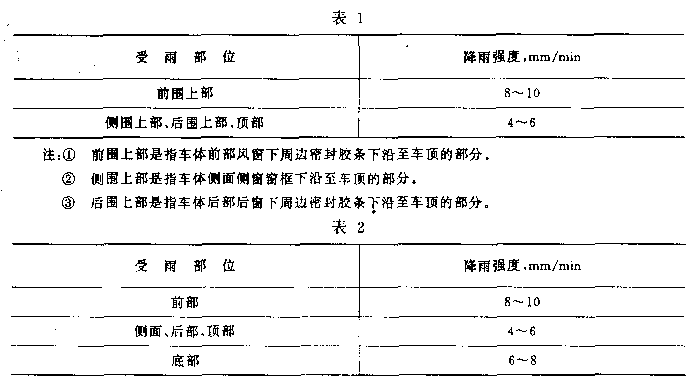 表 1
受 雨 部 位 降雨强度,mm/min
前围上部 8～10
侧围上部、后围上部、顶部 4～6
注:① 前围上部是指车体前部风窗下周边密封胶条下沿至车顶的部分。
② 侧围上部是指车体侧面侧窗窗框下沿至车顶的部分。
③ 后围上部是指车体后部后窗下周边密封胶条下沿至车顶的部分。
表 2
受 雨 部 位 降雨强度,mm/min
前部 8～10
侧面、后部、顶部 4～6
底部 6～8